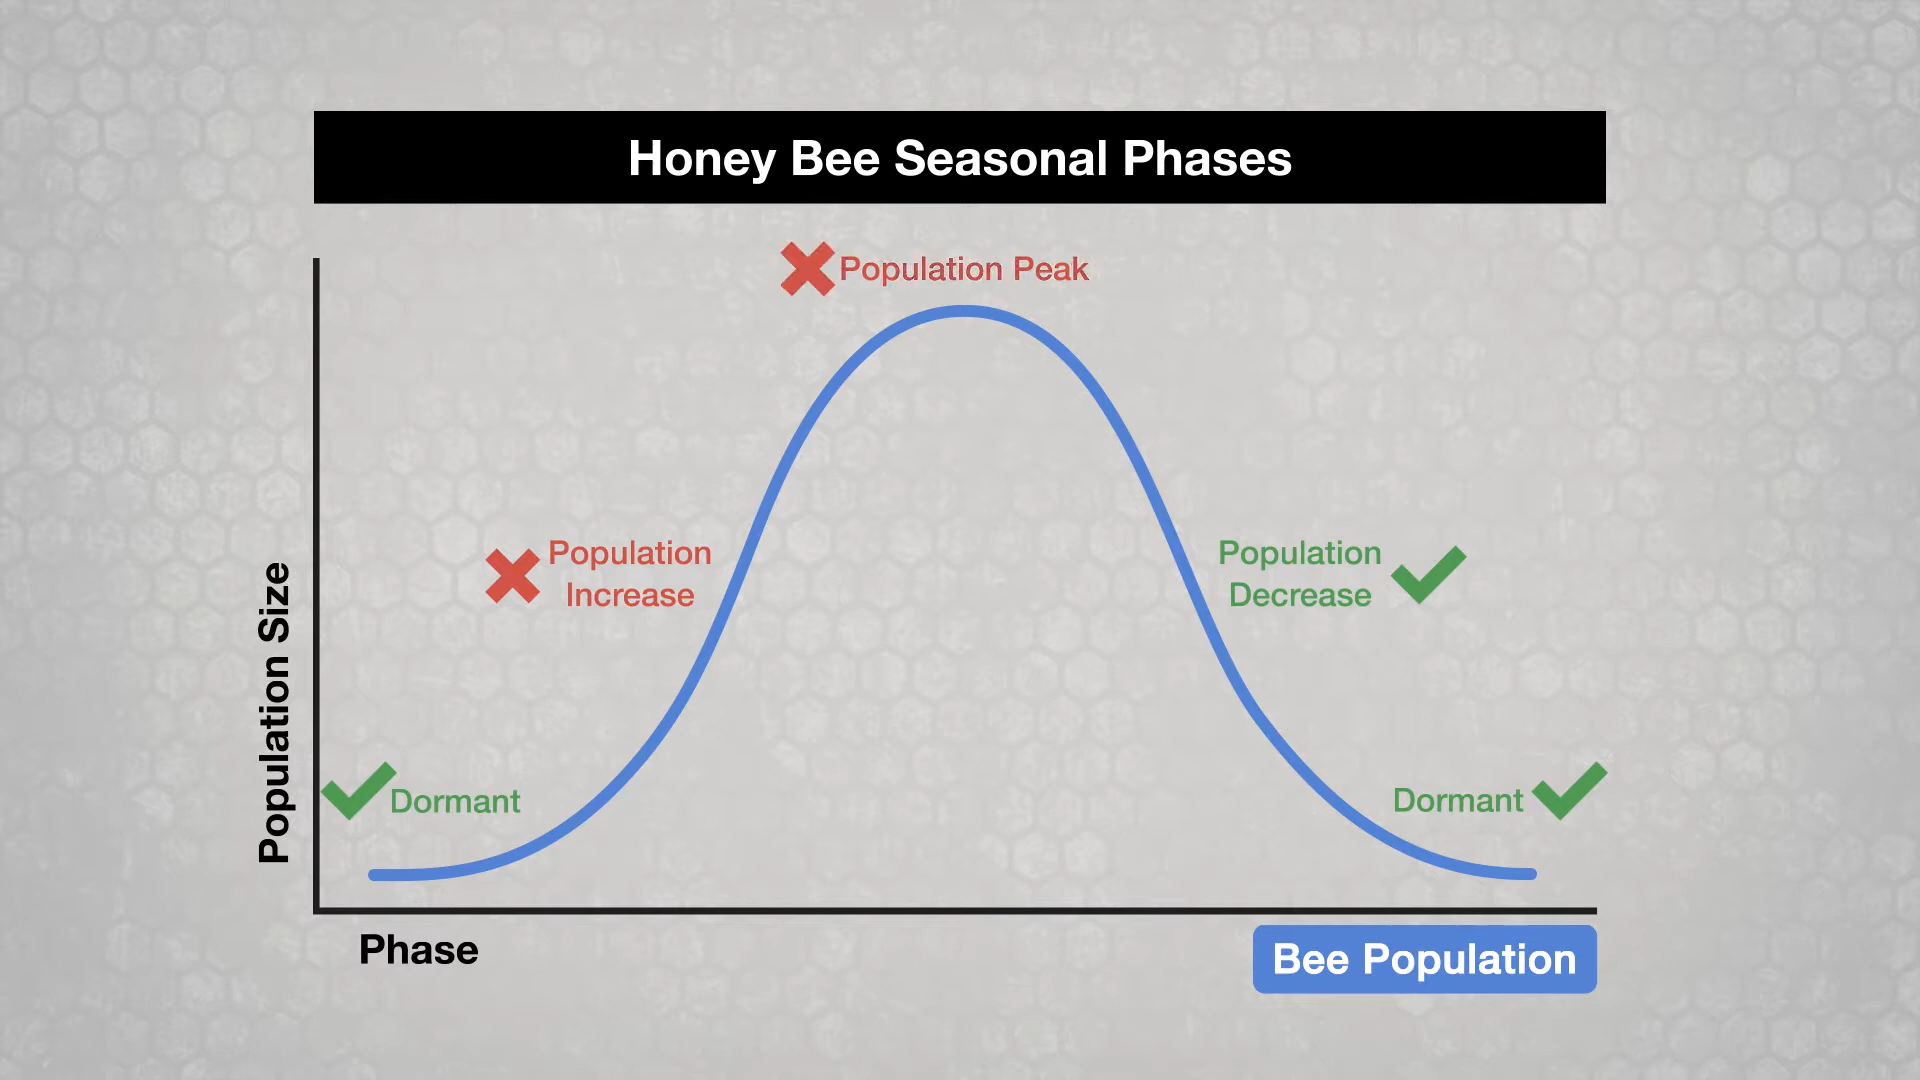 Honey Bee Seasonal Phases
Population Peak
Population
Increase
Population
Decrease
Population Size
Dormant
Dormant
Phase
Bee Population